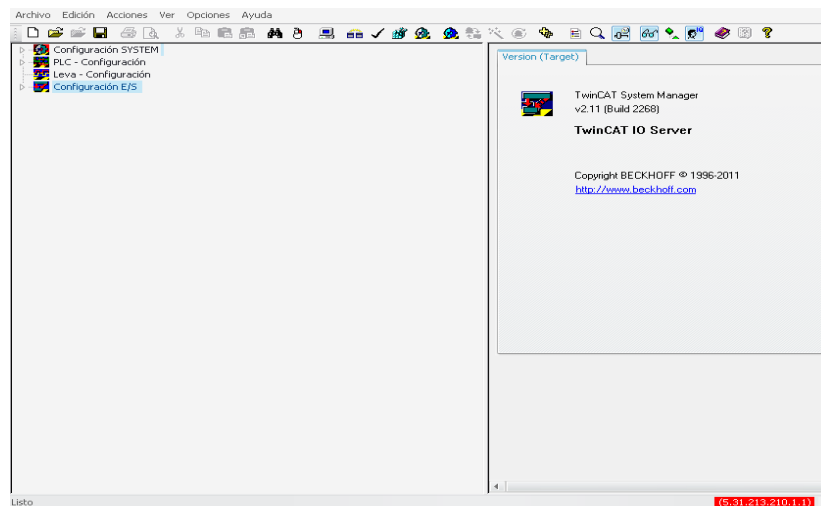 Archivo Edición Acciones Ver Opciones Ayuda
Configuración SYSTEM
PLC - Configuración
Leva - Configuración
Configuración E/S
Version (Target)
TwinCAT System Manager
v2.11 (Build 2268)
TwinCAT IO Server
Copyright BECKHOFF © 1996-2011
http://www.beckhoff.com
Listo
(5.31.213.210.1.1)